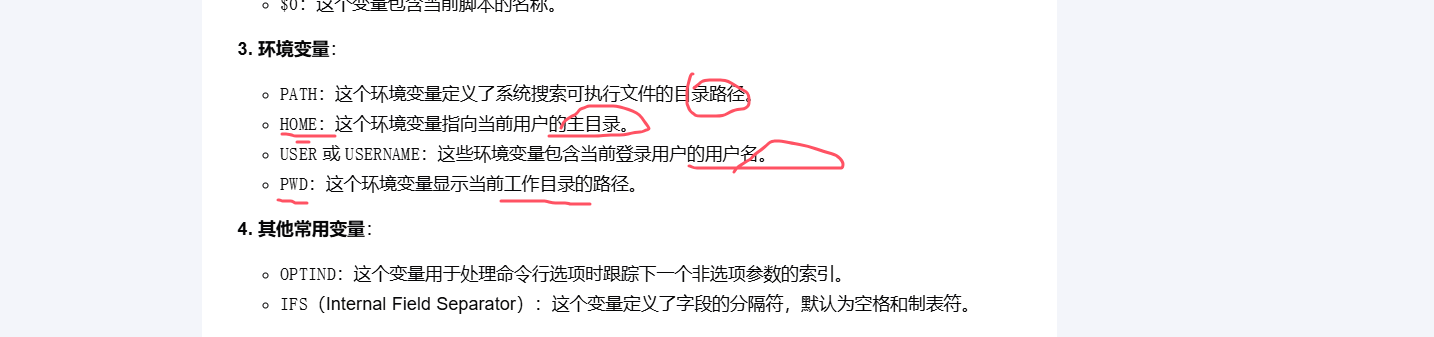 $0：这个变量包含当前脚本的名称。
3. 环境变量：
PATH：这个环境变量定义了系统搜索可执行文件的目录路径。
HOME：这个环境变量指向当前用户的主目录。
USER 或 USERNAME：这些环境变量包含当前登录用户的用户名。
PWD：这个环境变量显示当前工作目录的路径。
4. 其他常用变量：
OPTIND：这个变量用于处理命令行选项时跟踪下一个非选项参数的索引。
IFS（Internal Field Separator）：这个变量定义了字段的分隔符，默认为空格和制表符。